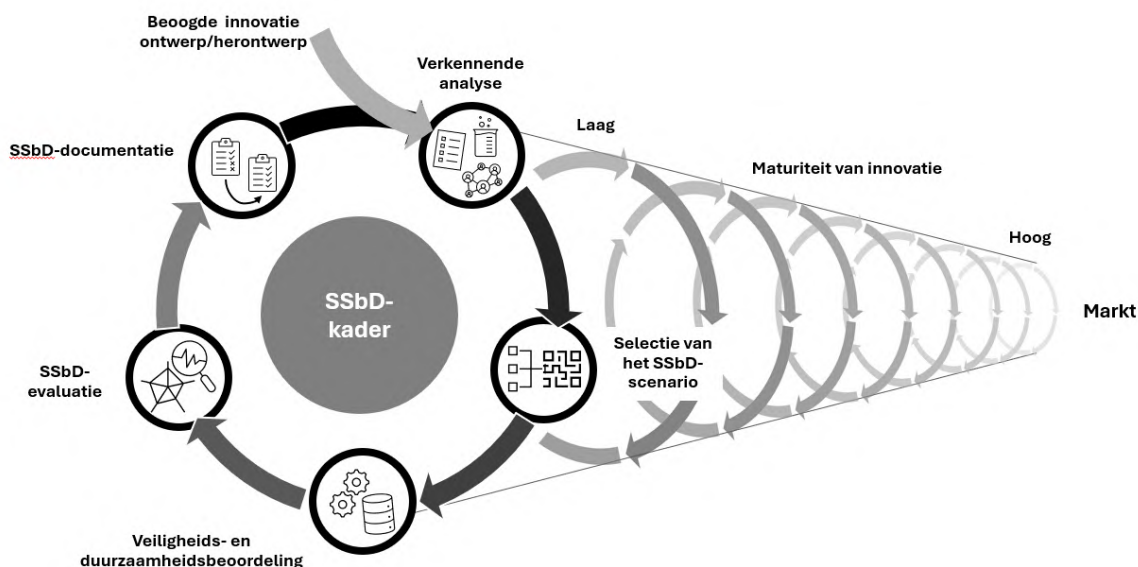 Beoogde innovatie
ontwerp/herontwerp
Verkennende
analyse
Laag
SSbD-documentatie
Maturiteit van innovatie
Hoog
SSbD-
kader
Markt
Selectie van
het SSbD-
scenario
SSbD-
evaluatie
Veiligheids- en
duurzaamheidsbeoordeling